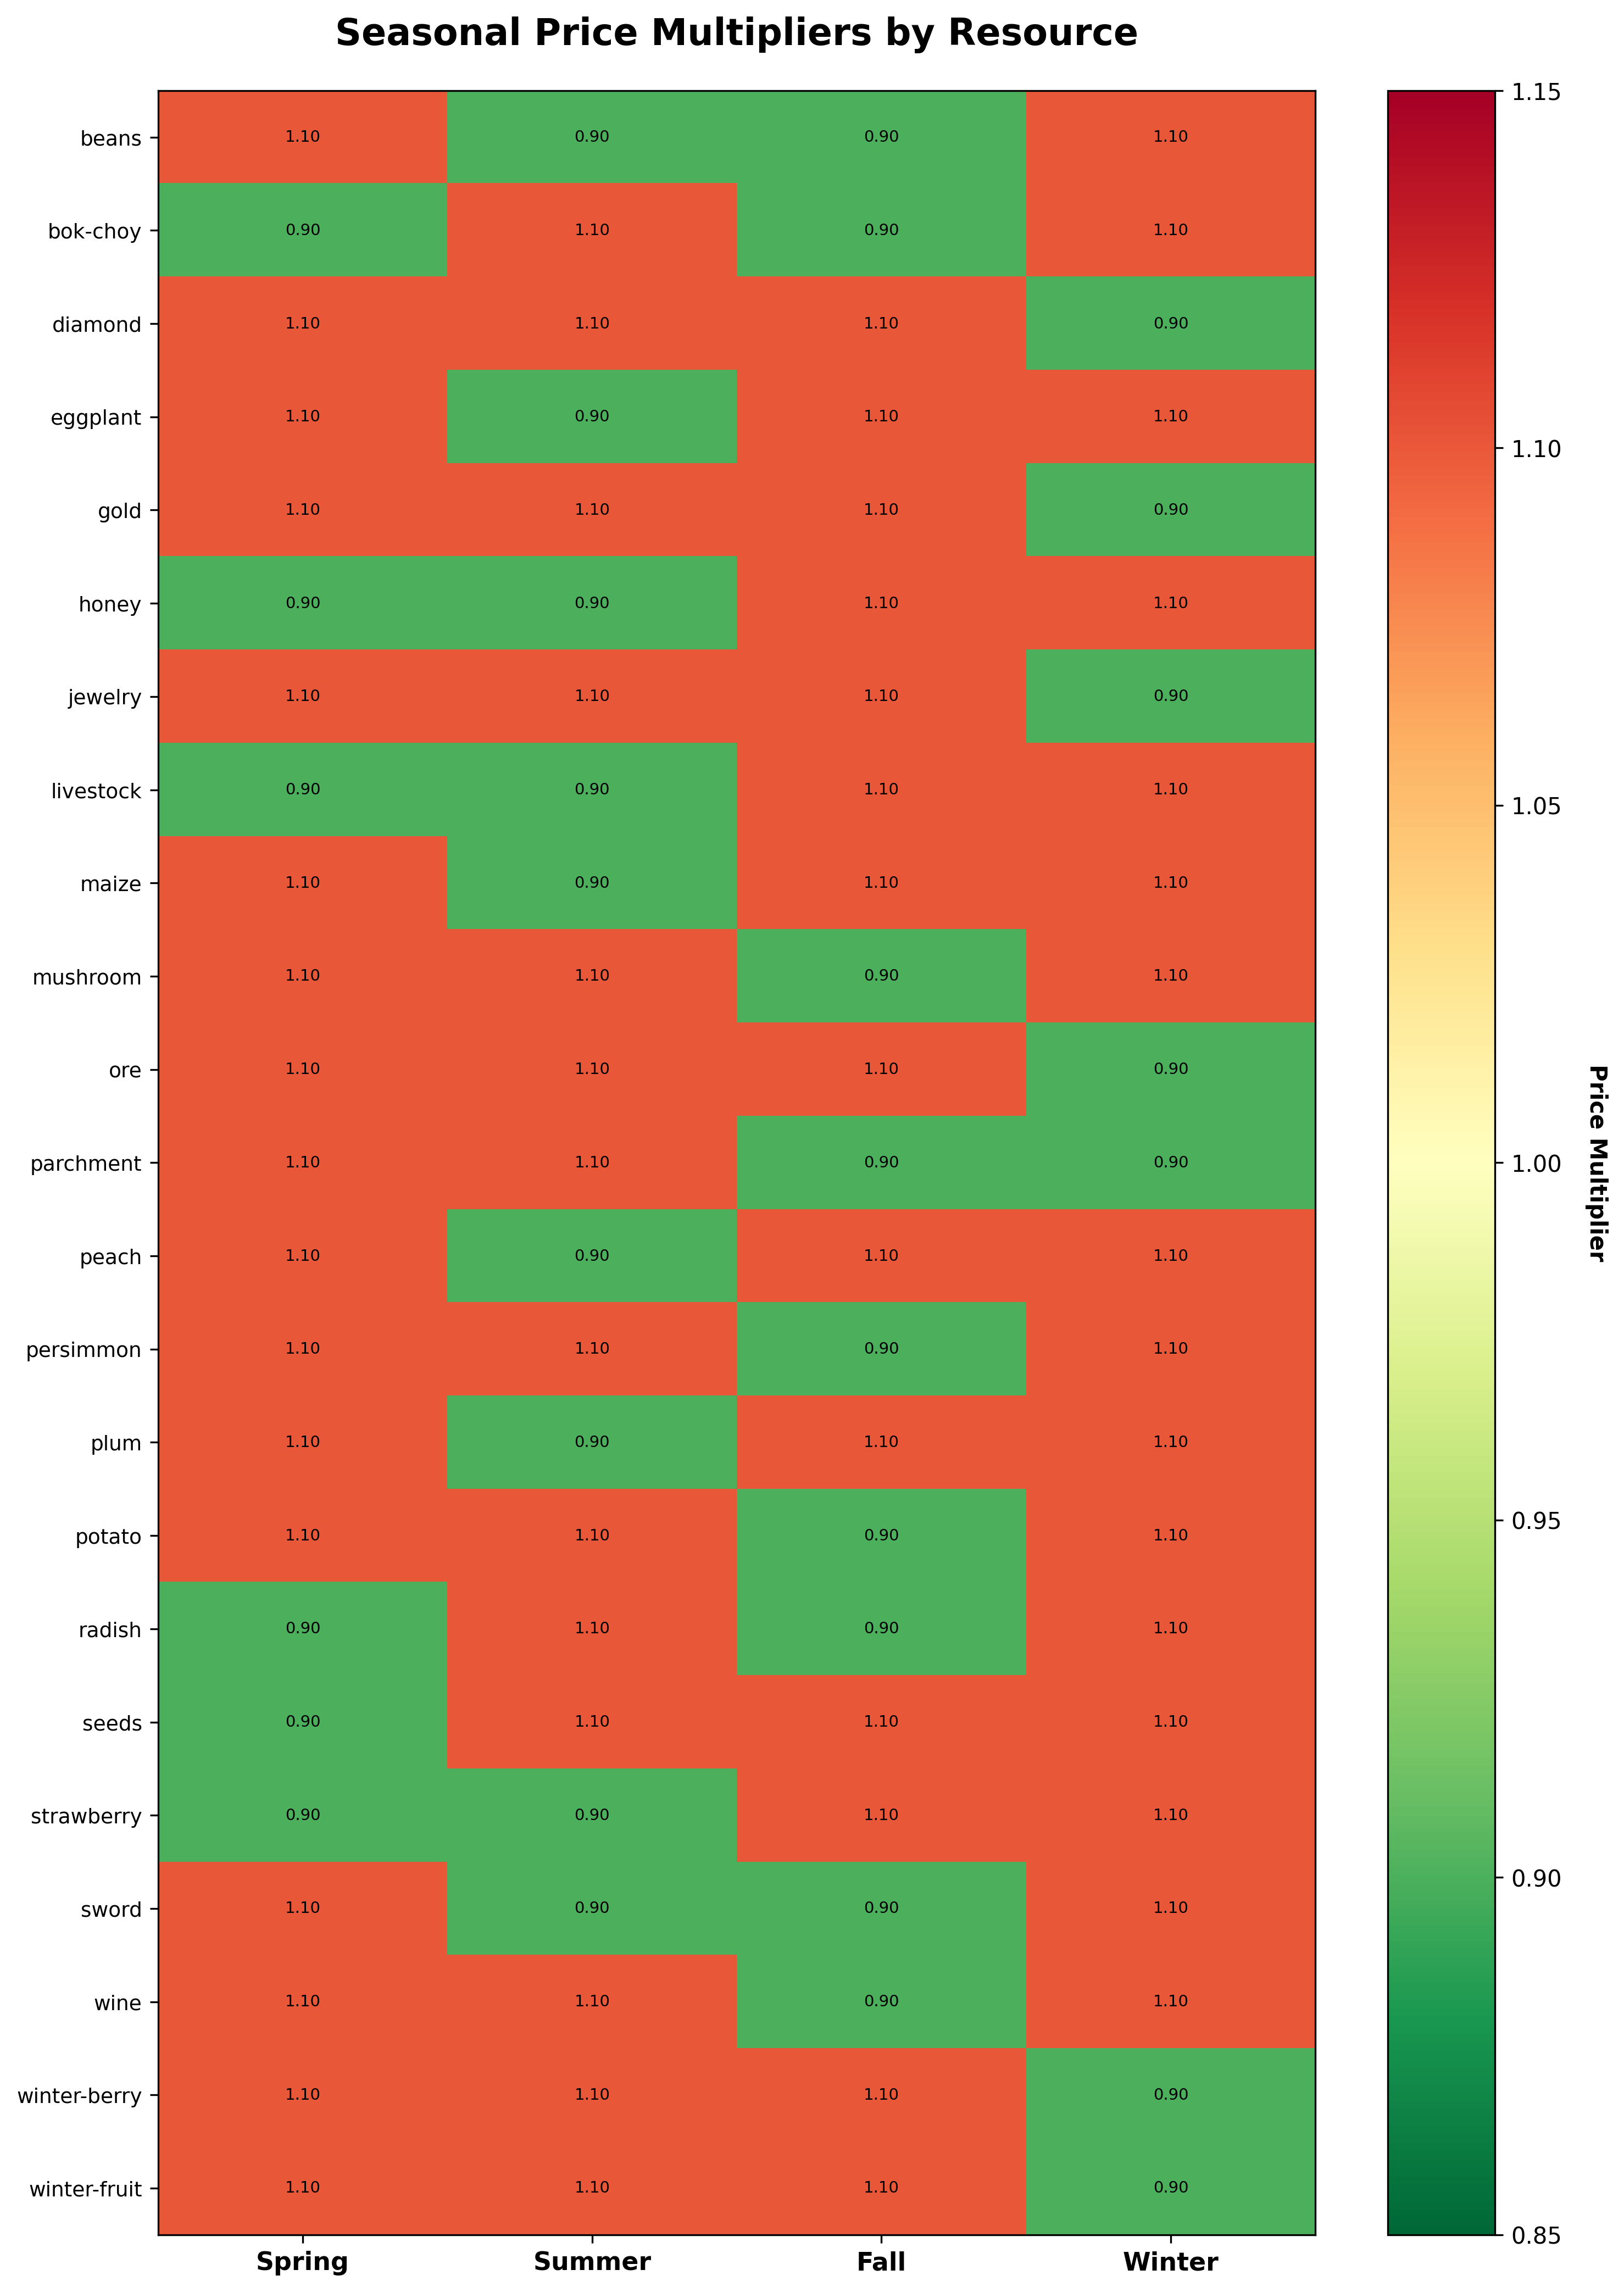 Seasonal Price Multipliers by Resource
beans 1.10 0.90 0.90 1.10
bok-choy 0.90 1.10 0.90 1.10
diamond 1.10 1.10 1.10 0.90
eggplant 1.10 0.90 1.10 1.10
gold 1.10 1.10 1.10 0.90
honey 0.90 0.90 1.10 1.10
jewelry 1.10 1.10 1.10 0.90
livestock 0.90 0.90 1.10 1.10
maize 1.10 0.90 1.10 1.10
mushroom 1.10 1.10 0.90 1.10
ore 1.10 1.10 1.10 0.90
parchment 1.10 1.10 0.90 0.90
peach 1.10 0.90 1.10 1.10
persimmon 1.10 1.10 0.90 1.10
plum 1.10 0.90 1.10 1.10
potato 1.10 1.10 0.90 1.10
radish 0.90 1.10 0.90 1.10
seeds 0.90 1.10 1.10 1.10
strawberry 0.90 0.90 1.10 1.10
sword 1.10 0.90 0.90 1.10
wine 1.10 1.10 0.90 1.10
winter-berry 1.10 1.10 1.10 0.90
winter-fruit 1.10 1.10 1.10 0.90
Spring Summer Fall Winter
1.15
1.10
1.05
1.00
0.95
0.90
0.85
Price Multiplier